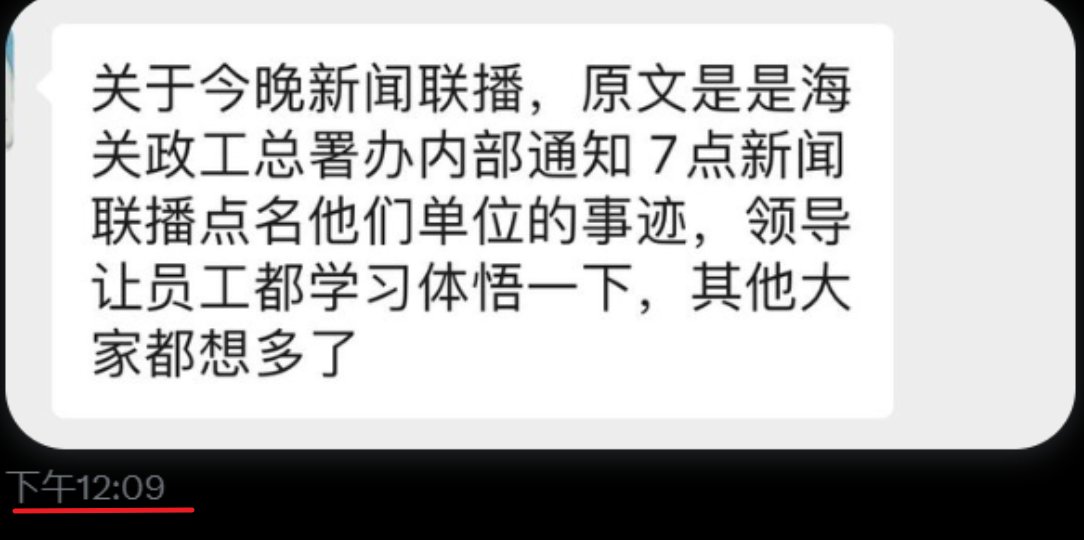 关于今晚新闻联播，原文是是海
关政工总署办内部通知 7点新闻
联播点名他们单位的事迹，领导
让员工都学习体悟一下，其他大
家都想多了
下午12:09